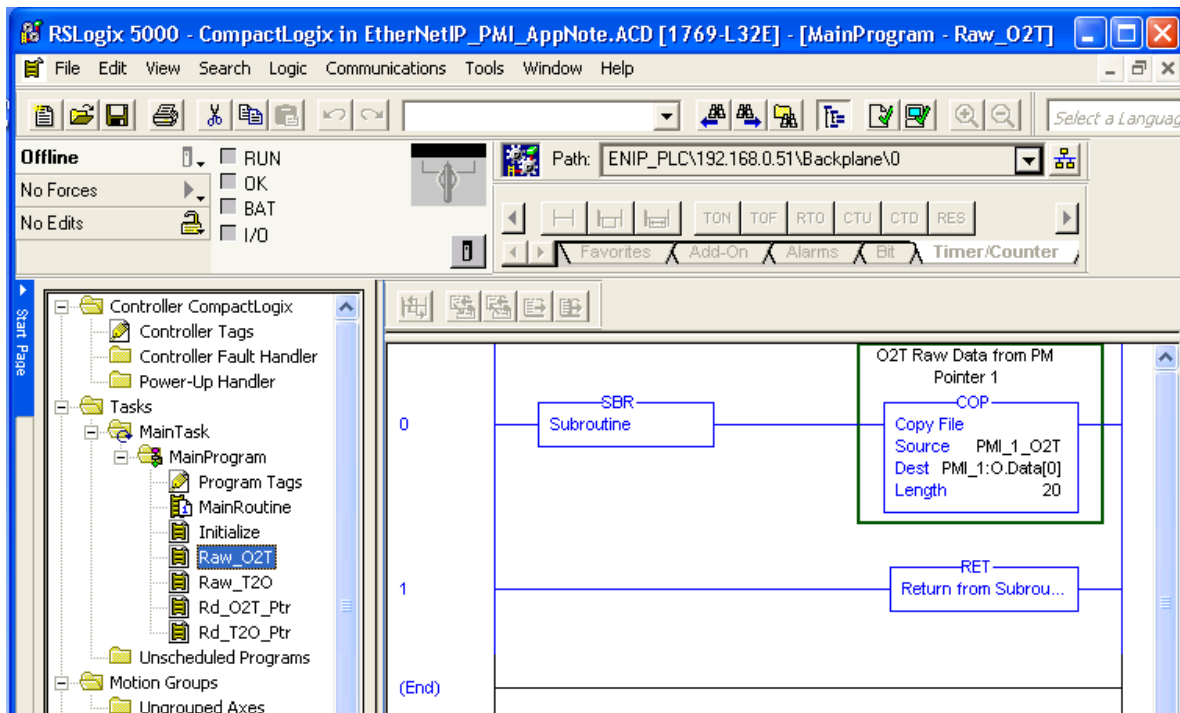 RSLogix 5000 - CompactLogix in EtherNetIP_PMI_AppNote.ACD [1769-L32E] - [MainProgram - Raw_O2T]
File Edit View Search Logic Communications Tools Window Help
Select a Languag
Offline
RUN
No Forces
OK
No Edits
BAT
I/O
Path: ENIP_PLC\192.168.0.51\Backplane\0
TON TOF RTO CTU CTD RES
Favorites Add-On Alarms Bit Timer/Counter
Start Page
Controller CompactLogix
Controller Tags
Controller Fault Handler
Power-Up Handler
Tasks
MainTask
MainProgram
Program Tags
MainRoutine
Initialize
Raw_O2T
Raw_T2O
Rd_O2T_Ptr
Rd_T2O_Ptr
Unscheduled Programs
Motion Groups
Ungrouped Axes
O2T Raw Data from PM
Pointer 1
0
SBR
Subroutine
COP
Copy File
Source PMI_1_O2T
Dest PMI_1:O.Data[0]
Length 20
1
RET
Return from Subrou...
(End)